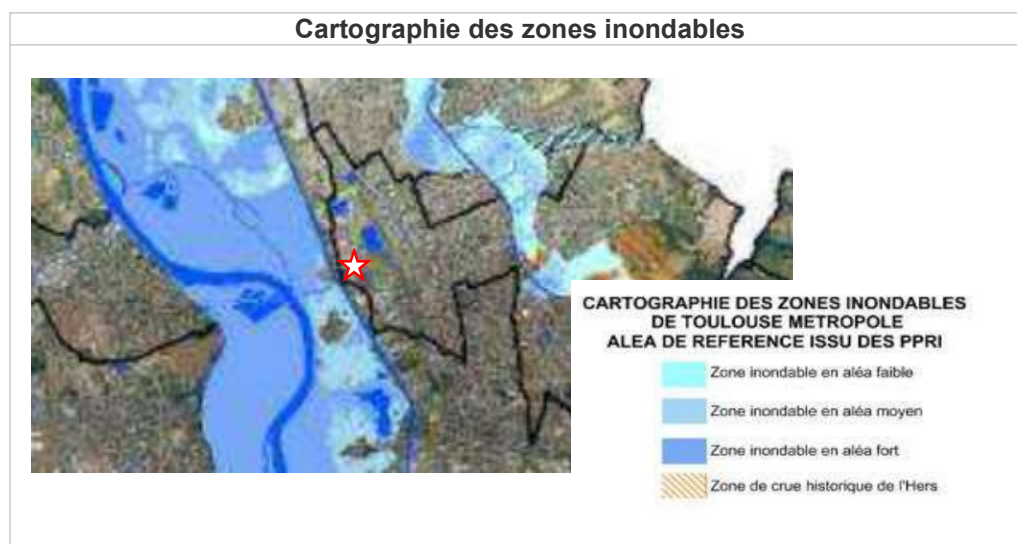 Cartographie des zones inondables
CARTOGRAPHIE DES ZONES INONDABLES
DE TOULOUSE METROPOLE
ALEA DE REFERENCE ISSU DES PPRI
Zone inondable en aléa faible
Zone inondable en aléa moyen
Zone inondable en aléa fort
Zone de crue historique de l'Hers